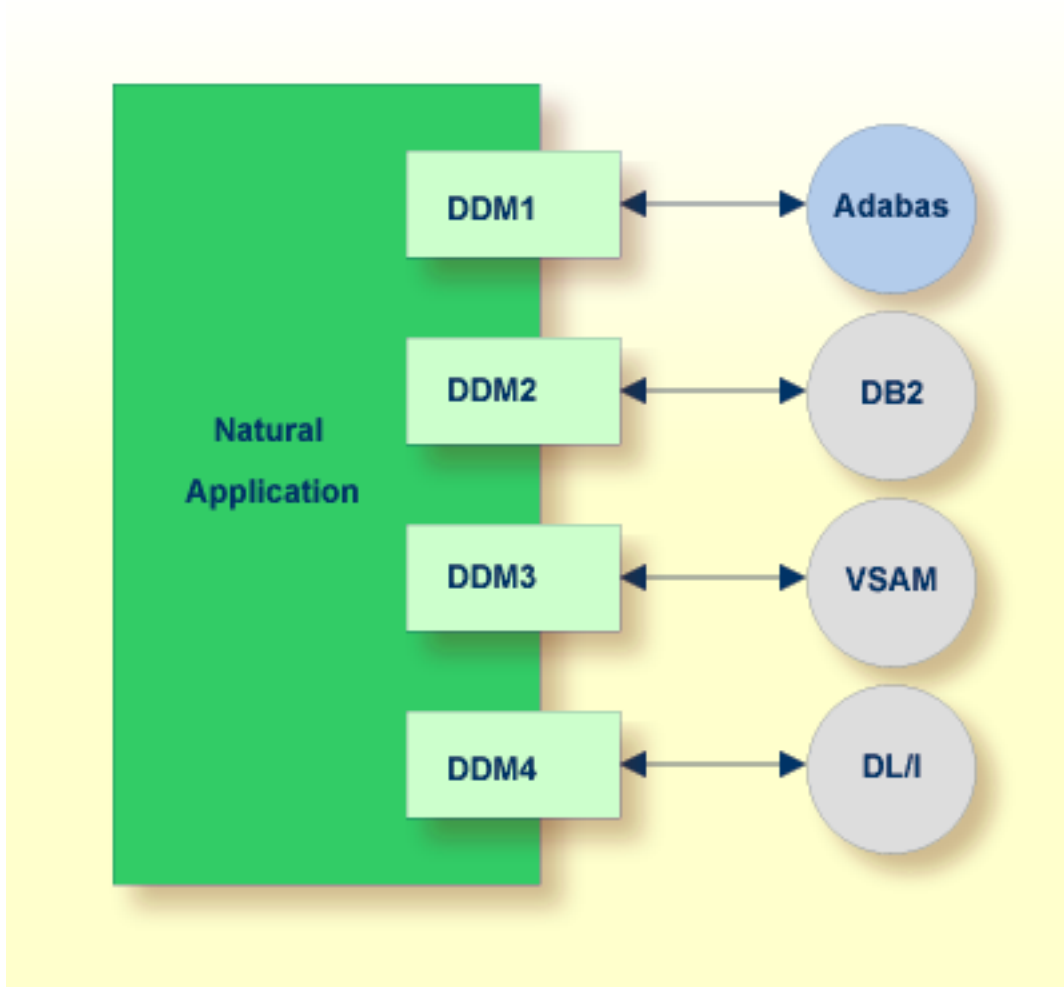 DDM1
Adabas
DDM2
DB2
Natural
Application
DDM3
VSAM
DDM4
DL/I